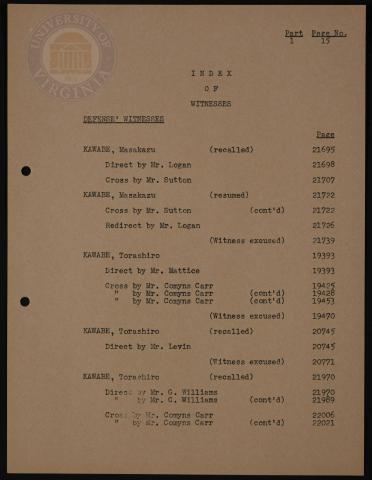 UNIVERSITY OF VIRGINIA
Part Page No.
1 15
I N D E X
O F
WITNESSES
DEFENSE' WITNESSES
Page
KAWABE, Masakazu (recalled) 21695
Direct by Mr. Logan 21698
Cross by Mr. Sutton 21707
KAWABE, Masakazu (resumed) 21722
Cross by Mr. Sutton (cont'd) 21722
Redirect by Mr. Logan 21726
(Witness excused) 21739
KAWABE, Torashiro 19393
Direct by Mr. Mattice 19393
Cross by Mr. Comyns Carr 19425
" by Mr. Comyns Carr (cont'd) 19428
" by Mr. Comyns Carr (cont'd) 19453
(Witness excused) 19470
KAWABE, Torashiro (recalled) 20745
Direct by Mr. Levin 20745
(Witness excused) 20771
KAWABE, Torashiro (recalled) 21970
Direct by Mr. G. Williams 21970
" by Mr. G. Williams (cont'd) 21989
Cross by Mr. Comyns Carr 22006
" by Mr. Comyns Carr (cont'd) 22021